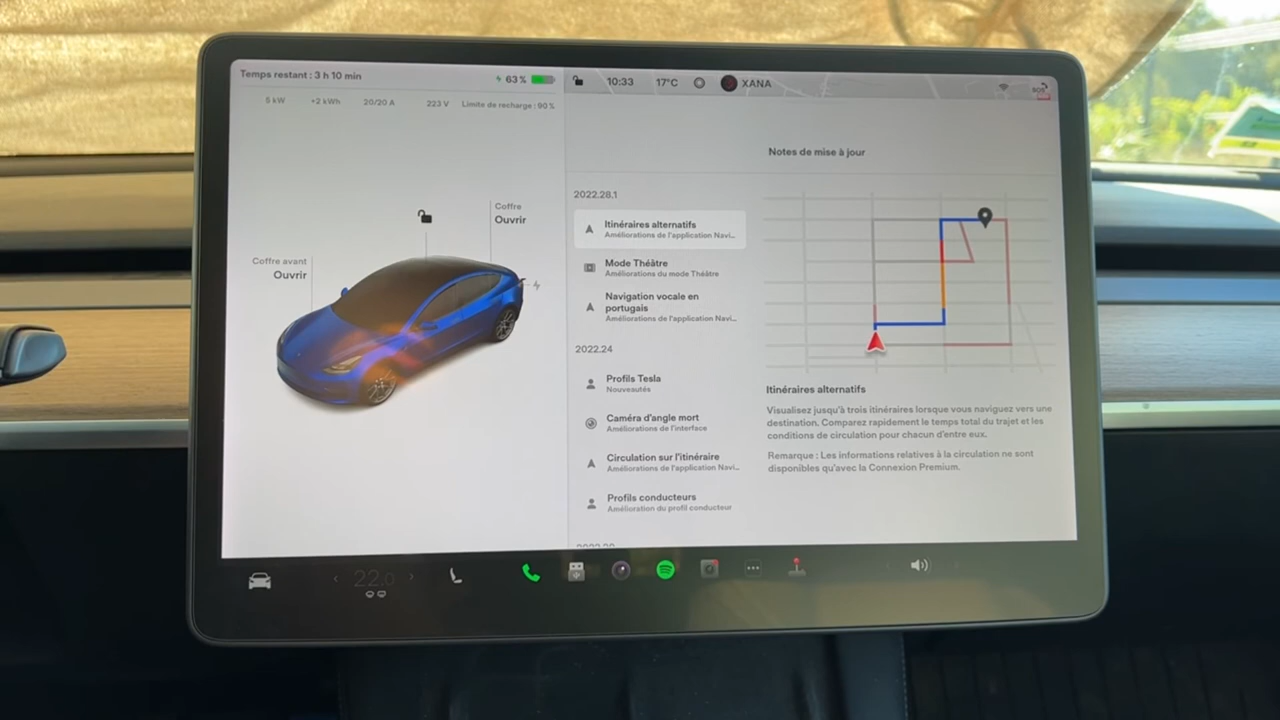 Temps restant : 3 h 10 min
63 %
5 kW
+2 kWh
20/20 A
223 V
Limite de recharge : 90 %
10:33
17°C
XANA
SOS
Coffre
Ouvrir
Coffre avant
Ouvrir
Notes de mise à jour
2022.28.1
Itinéraires alternatifs
Améliorations de l'application Navi...
Mode Théâtre
Améliorations du mode Théâtre
Navigation vocale en
portugais
Améliorations de l'application Navi...
2022.24
Profils Tesla
Nouveautés
Caméra d'angle mort
Améliorations de l'interface
Circulation sur l'itinéraire
Améliorations de l'application Navi...
Profils conducteurs
Amélioration du profil conducteur
Itinéraires alternatifs
Visualisez jusqu'à trois itinéraires lorsque vous naviguez vers une
destination. Comparez rapidement le temps total du trajet et les
conditions de circulation pour chacun d'entre eux.
Remarque : Les informations relatives à la circulation ne sont
disponibles qu'avec la Connexion Premium.
22.0